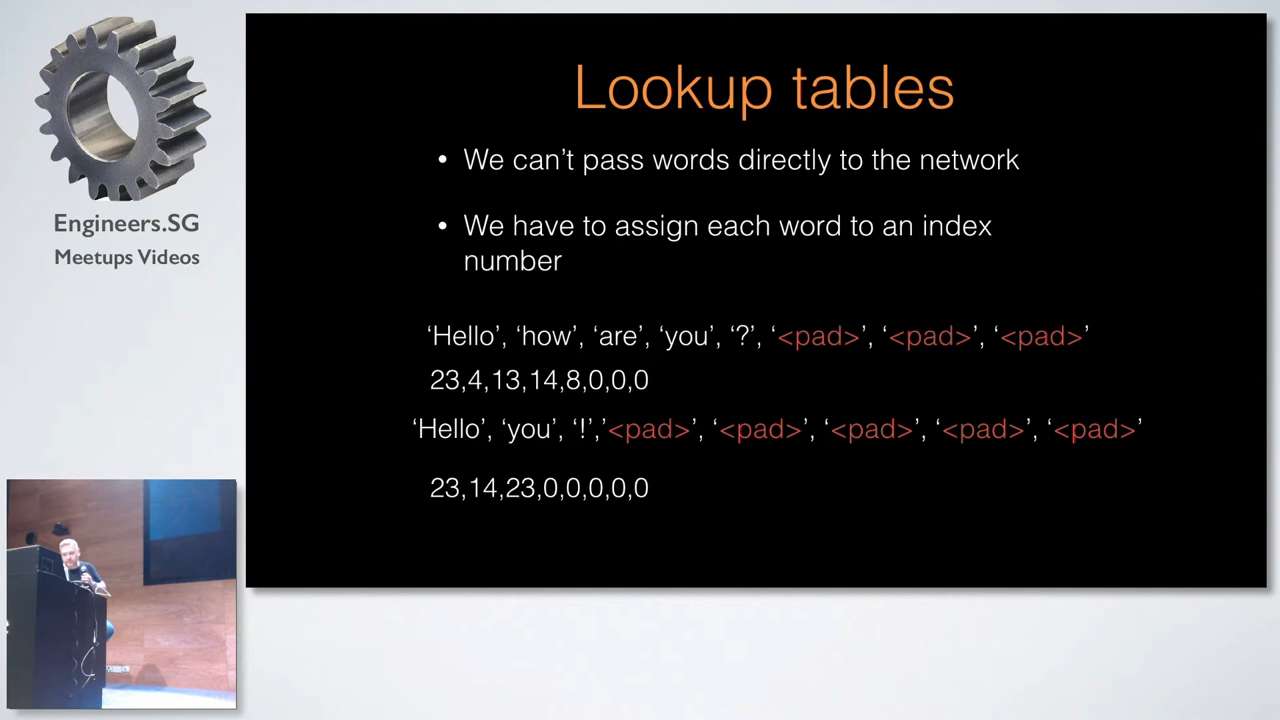 Lookup tables
• We can’t pass words directly to the network
• We have to assign each word to an index
number
‘Hello’, ‘how’, ‘are’, ‘you’, ‘?’, ‘<pad>’, ‘<pad>’, ‘<pad>’
23,4,13,14,8,0,0,0
‘Hello’, ‘you’, ‘!’,’<pad>’, ‘<pad>’, ‘<pad>’, ‘<pad>’, ‘<pad>’
23,14,23,0,0,0,0,0
Engineers.SG
Meetups Videos